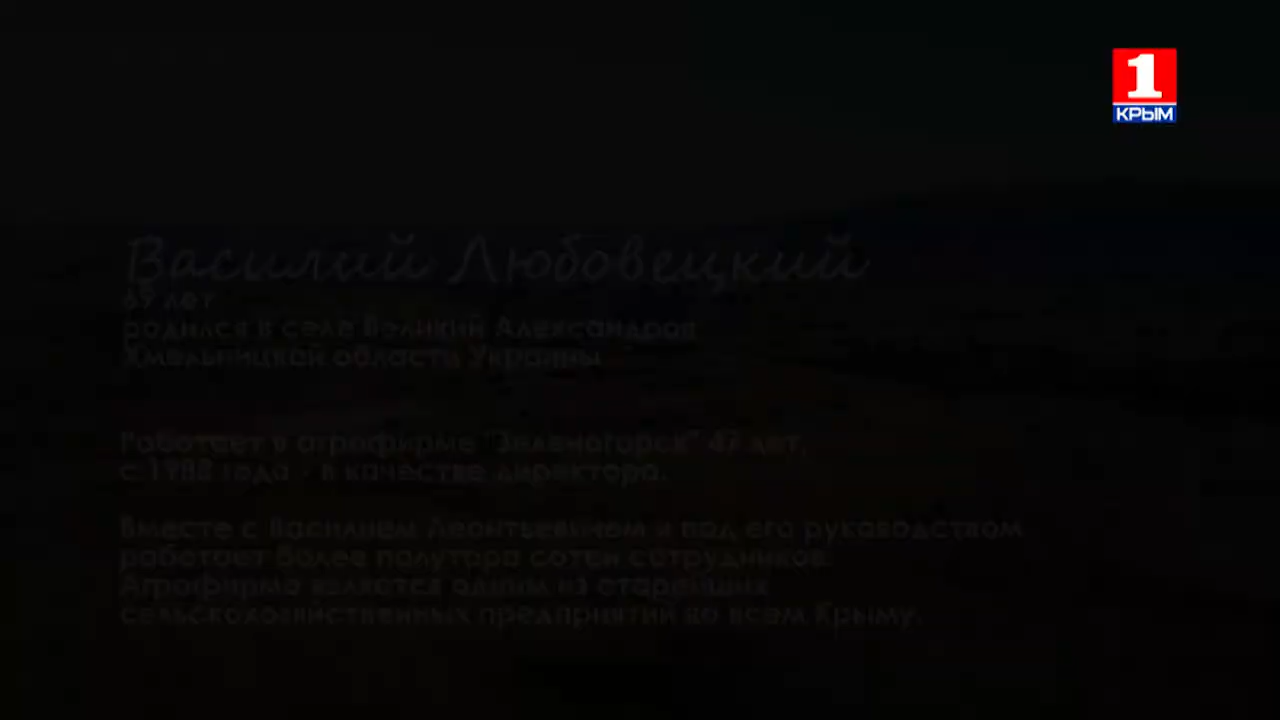 1
КРЫМ
Василий Любовецкий
69 лет
родился в селе Великий Александров
Хмельницкой области Украины
Работает в агрофирме "Зеленогорск" 47 лет,
с 1988 года - в качестве директора.
Вместе с Василием Леонтьевичем и под его руководством
работает более полутора сотен сотрудников.
Агрофирма является одним из старейших
сельскохозяйственных предприятий во всем Крыму.